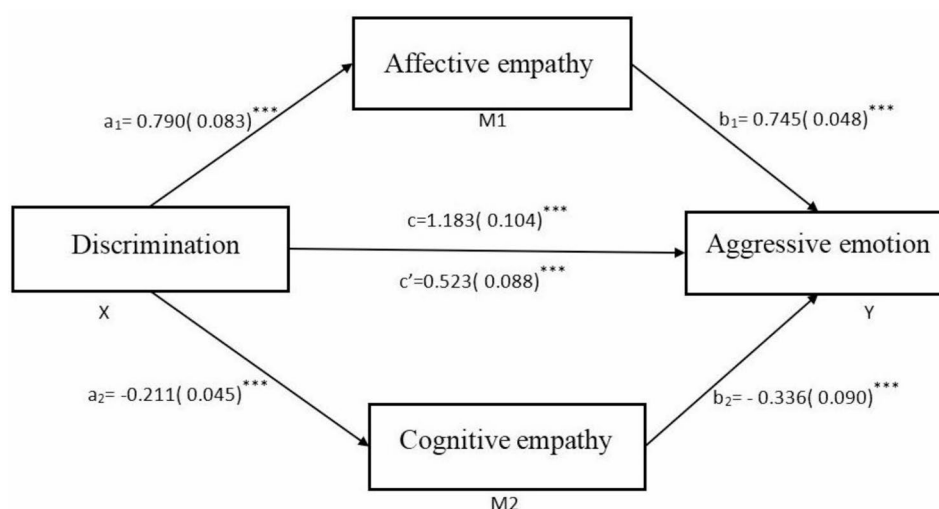 Affective empathy
M1
a₁= 0.790( 0.083)***
b₁= 0.745( 0.048)***
Discrimination
X
c=1.183( 0.104)***
c’=0.523( 0.088)***
Aggressive emotion
Y
a₂= -0.211( 0.045)***
b₂= - 0.336( 0.090)***
Cognitive empathy
M2